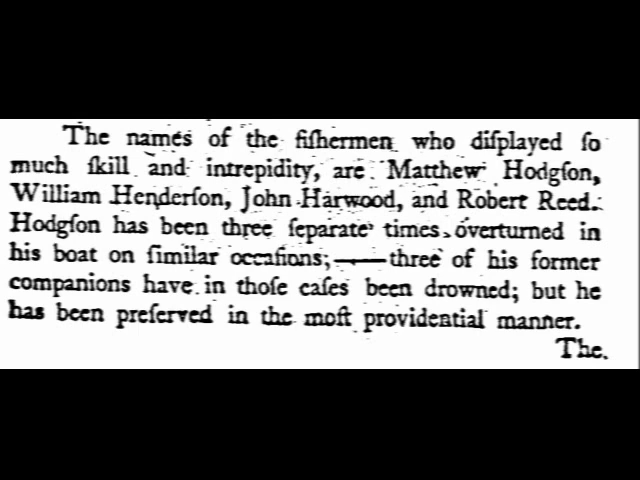 The names of the fiſhermen who diſplayed ſo
much ſkill and intrepidity, are Matthew Hodgſon,
William Henderſon, John Harwood, and Robert Reed.
Hodgſon has been three ſeparate times overturned in
his boat on ſimilar occaſions;——three of his former
companions have in thoſe caſes been drowned; but he
has been preſerved in the moſt providential manner.
The